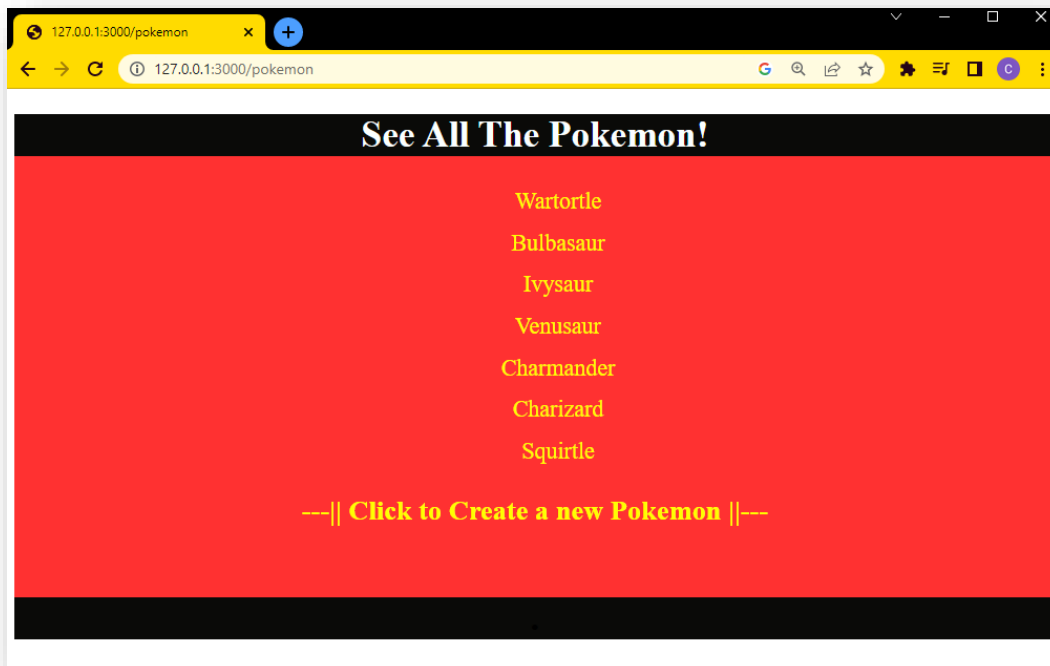 127.0.0.1:3000/pokemon
127.0.0.1:3000/pokemon
C
See All The Pokemon!
Wartortle
Bulbasaur
Ivysaur
Venusaur
Charmander
Charizard
Squirtle
---|| Click to Create a new Pokemon ||---